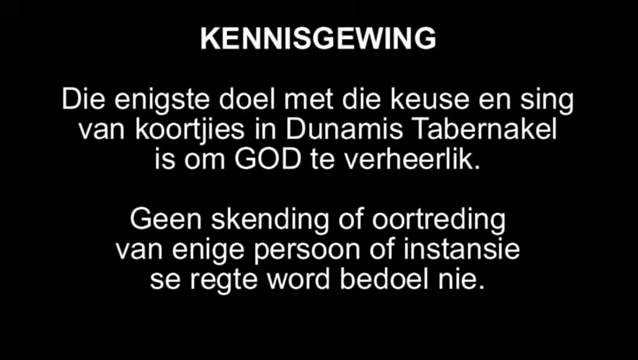 KENNISGEWING
Die enigste doel met die keuse en sing
van koortjies in Dunamis Tabernakel
is om GOD te verheerlik.
Geen skending of oortreding
van enige persoon of instansie
se regte word bedoel nie.